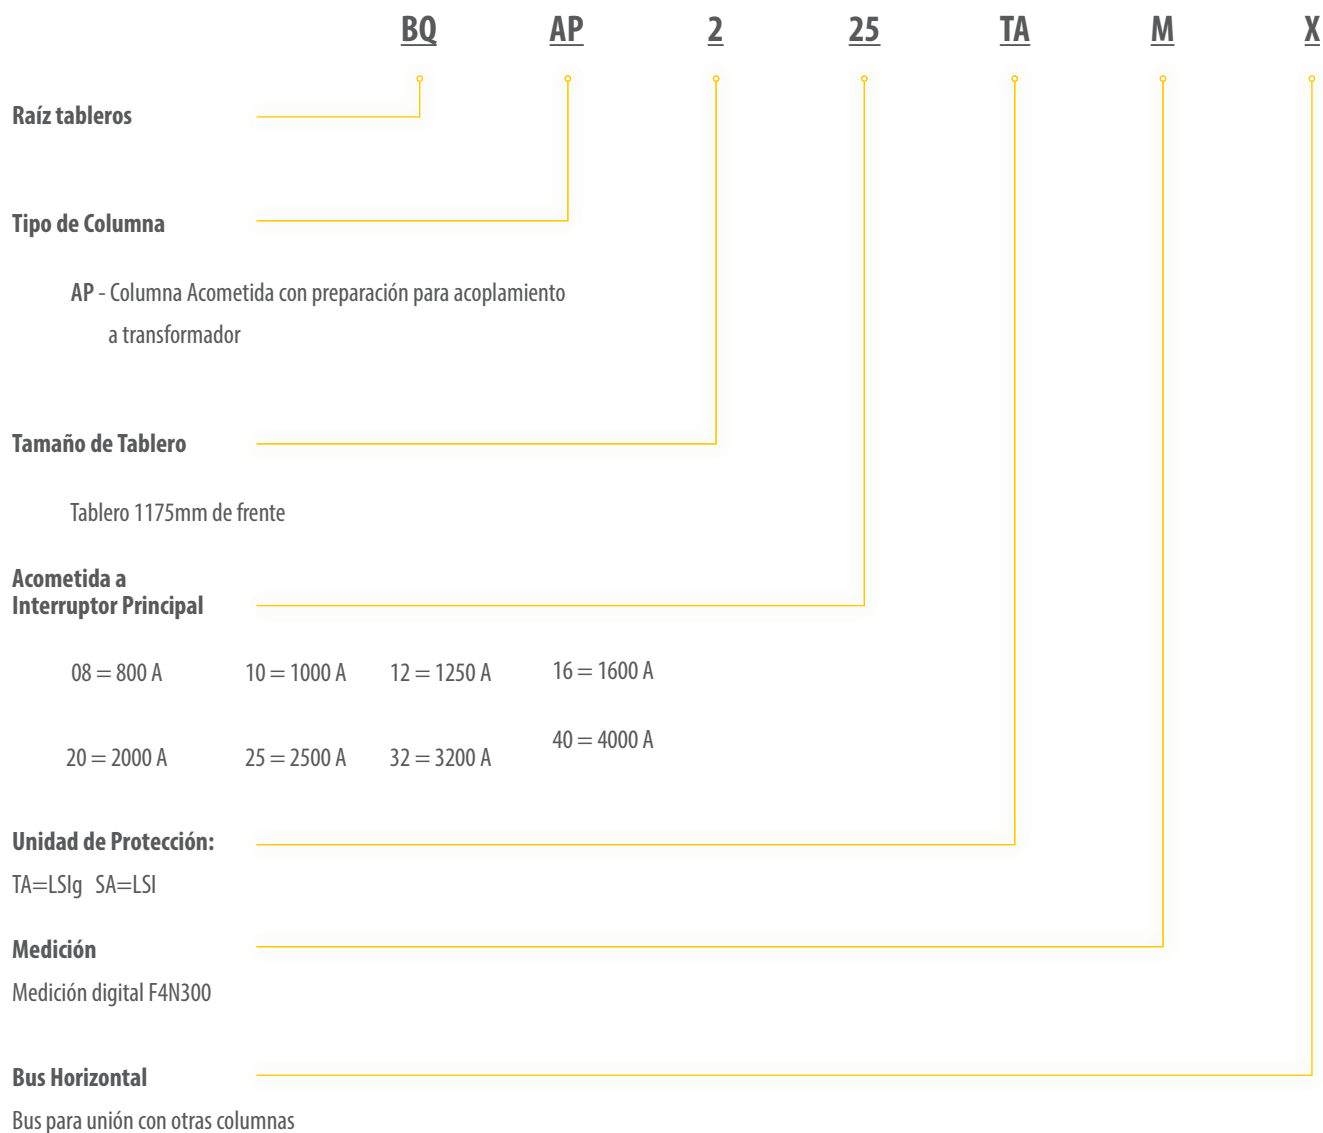 BQ AP 2 25 TA M X
Raíz tableros
Tipo de Columna
AP - Columna Acometida con preparación para acoplamiento
a transformador
Tamaño de Tablero
Tablero 1175mm de frente
Acometida a
Interruptor Principal
08 = 800 A 10 = 1000 A 12 = 1250 A 16 = 1600 A
20 = 2000 A 25 = 2500 A 32 = 3200 A 40 = 4000 A
Unidad de Protección:
TA=LSIg SA=LSI
Medición
Medición digital F4N300
Bus Horizontal
Bus para unión con otras columnas